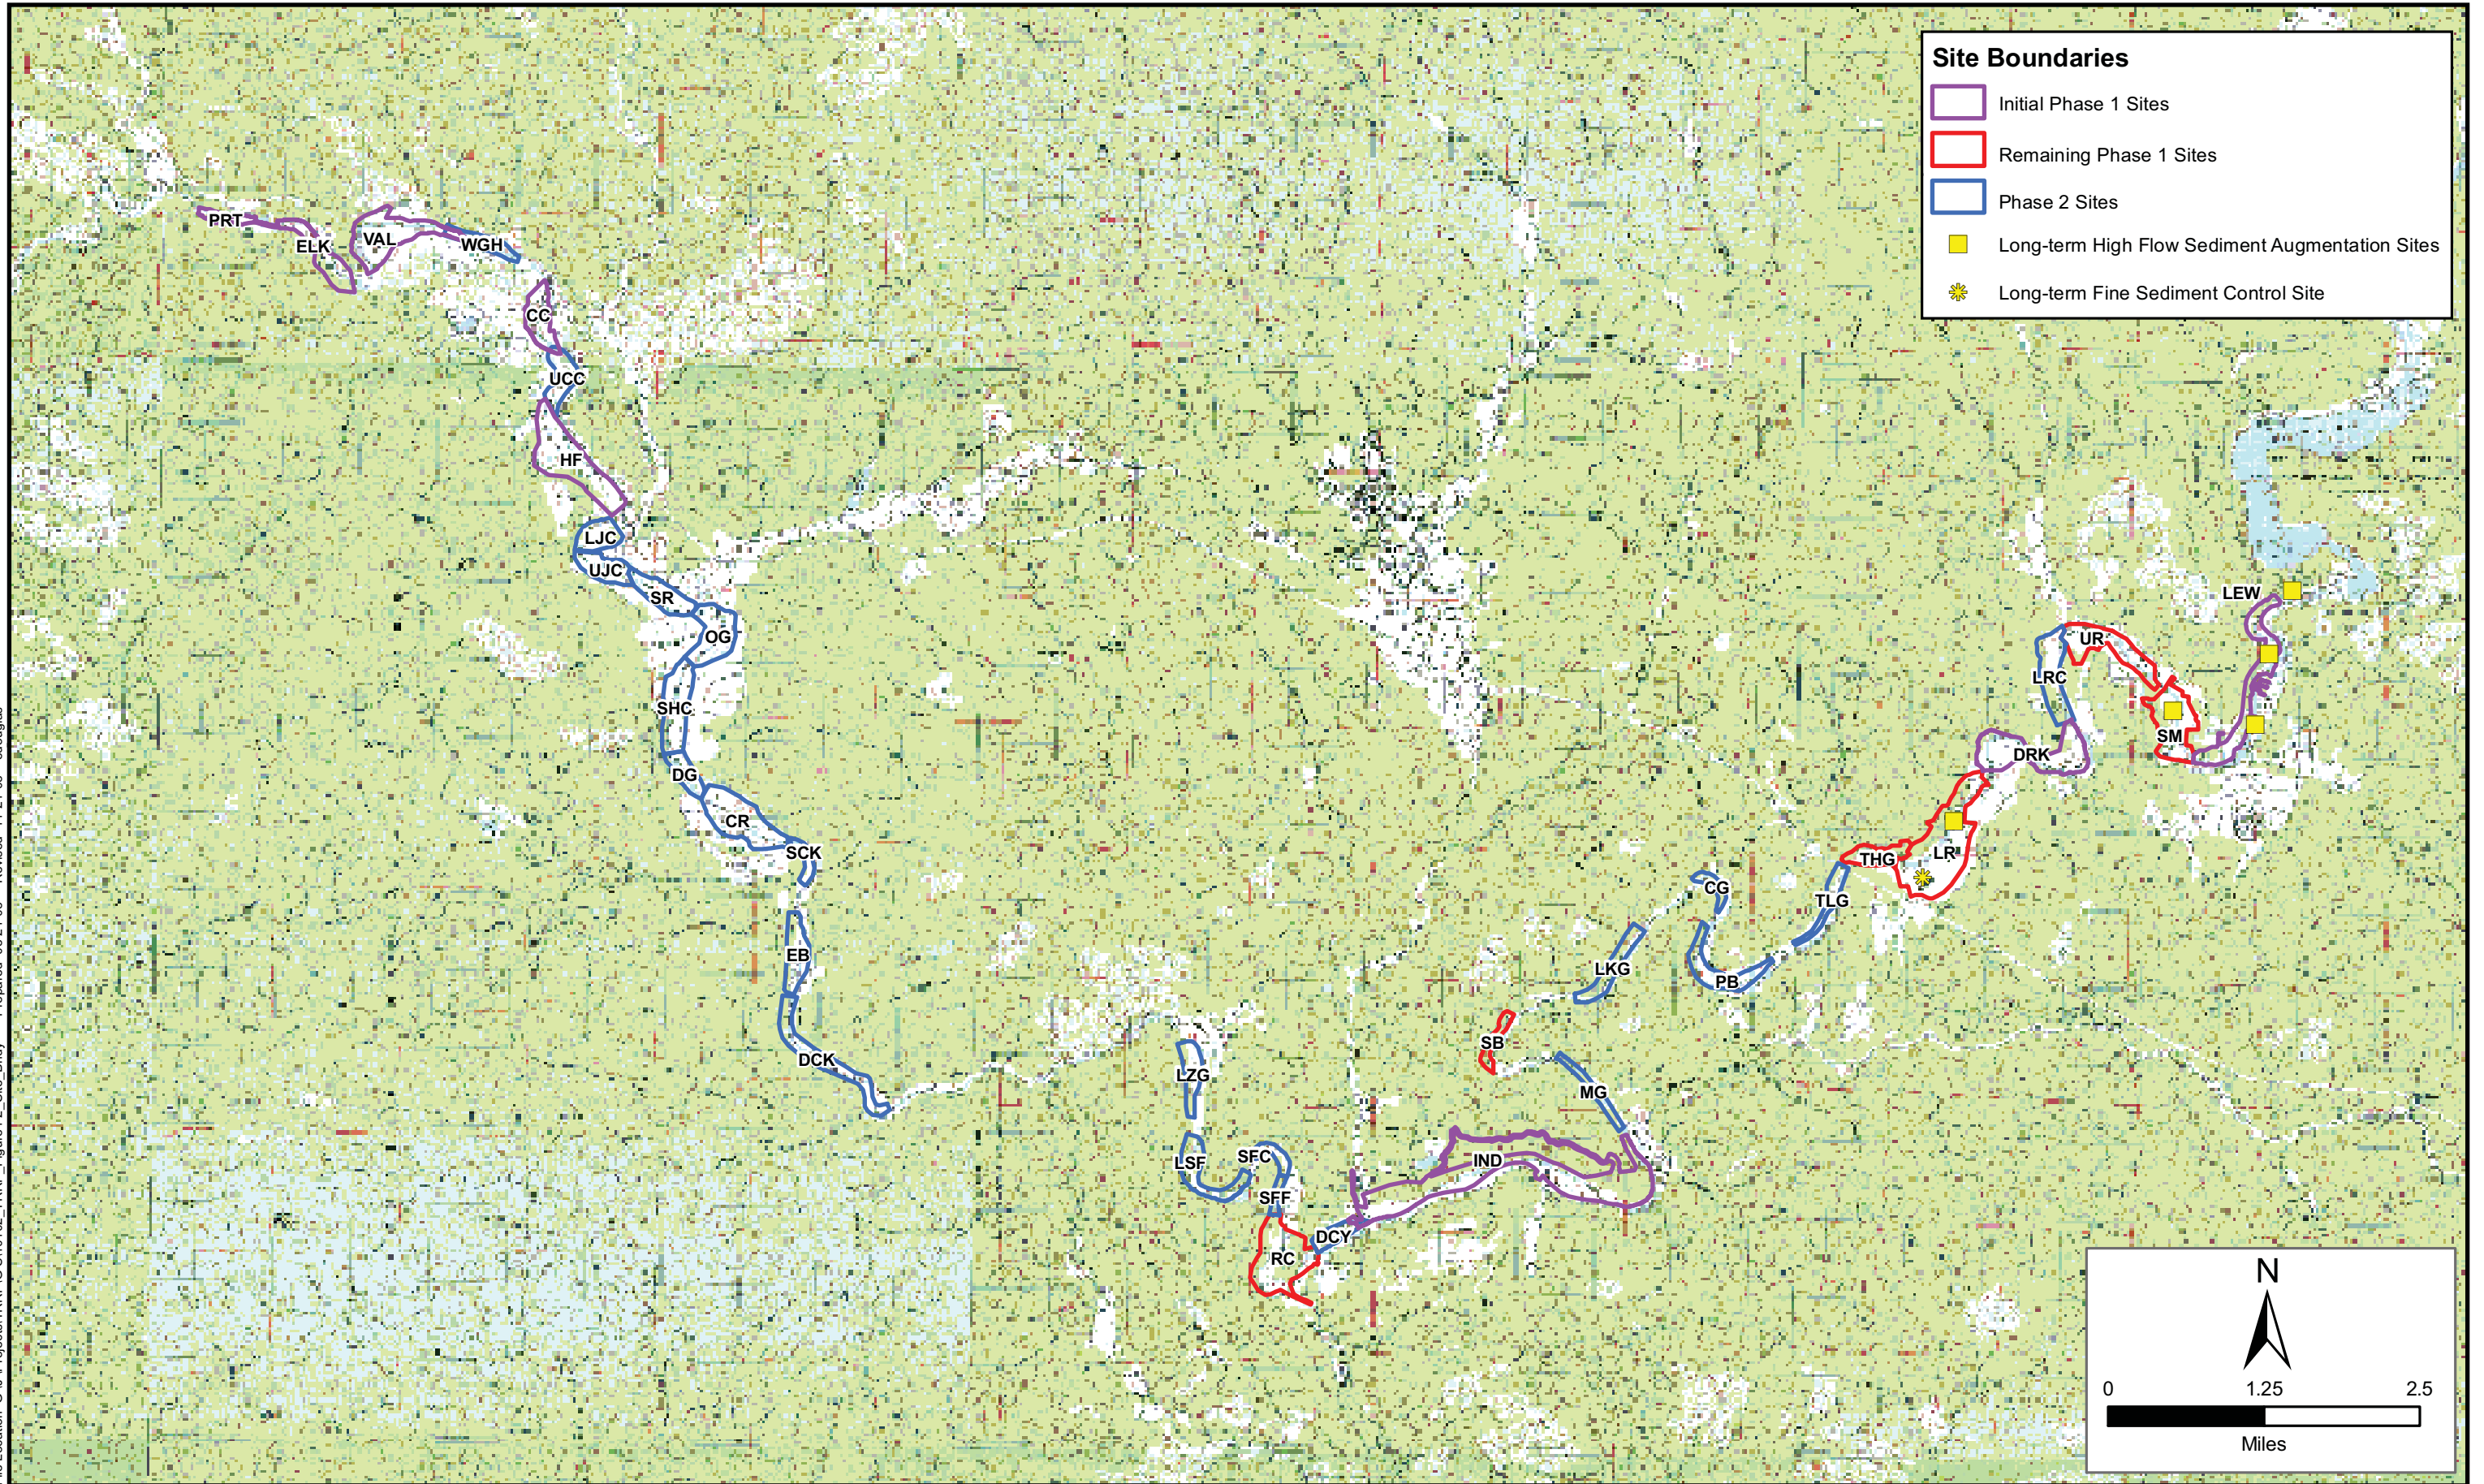 Site Boundaries
Initial Phase 1 Sites
Remaining Phase 1 Sites
Phase 2 Sites
Long-term High Flow Sediment Augmentation Sites
Long-term Fine Sediment Control Site
PRT
ELK
VAL
WGH
CC
UCC
HF
LJC
UJC
SR
OG
SHC
DG
CR
SCK
EB
DCK
LZG
LSF
SFC
SFF
RC
DCY
IND
MG
SB
LKG
CG
PB
TLG
THG
LR
DRK
LRC
UR
SM
LEW
N
0 1.25 2.5
Miles